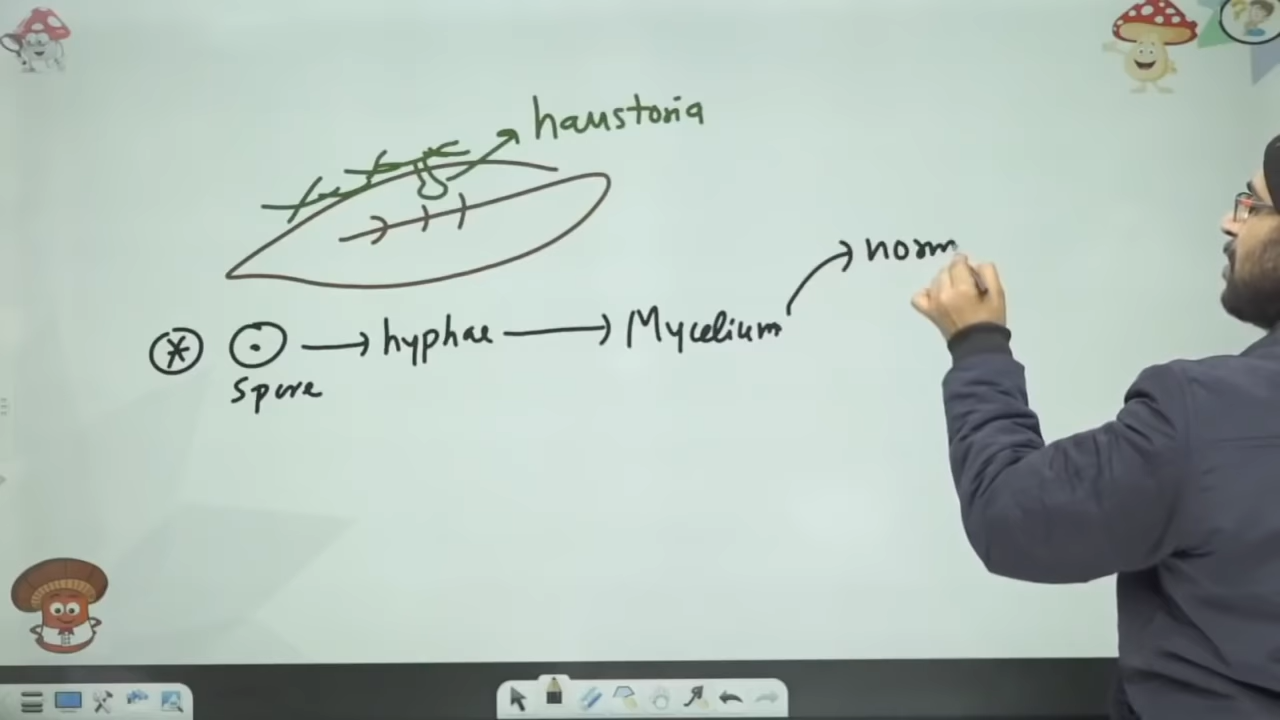 haustoria
norm
* spore → hyphae → Mycelium